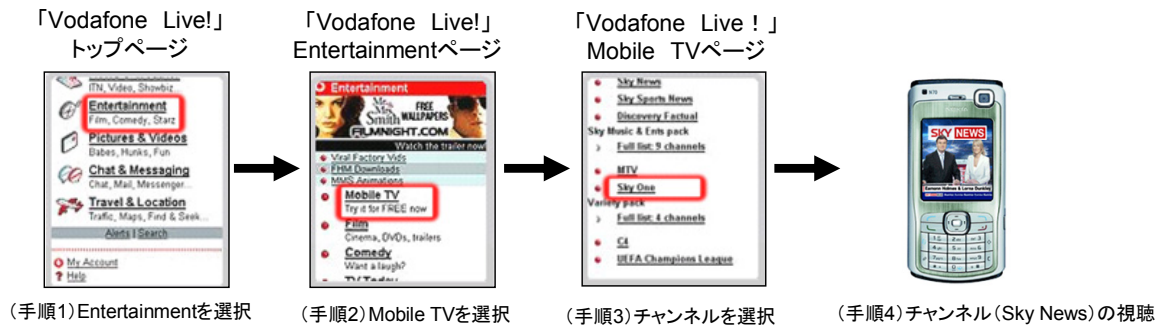 「Vodafone Live!」
トップページ
「Vodafone Live!」
Entertainmentページ
「Vodafone Live！」
Mobile TVページ
ITN, Video, Showbiz
Entertainment
Film, Comedy, Starz
Pictures & Videos
Babes, Hunks, Fun
Chat & Messaging
Chat, Mail, Messenger...
Travel & Location
Traffic, Maps, Find & Seek...
Alerts | Search
My Account
Help
Entertainment
Mr. & Mrs. Smith
FREE WALLPAPERS
FILMNIGHT.COM
Watch the trailer now!
Viral Factory Vids
FHM Downloads
MMS Animations
Mobile TV
Try it for FREE now
Film
Cinema, DVDs, trailers
Comedy
Want a laugh?
TV Today
Sky News
Sky Sports News
Discovery Factual
Sky Music & Ents pack
Full list: 9 channels
MTV
Sky One
Variety pack
Full list: 4 channels
C4
UEFA Champions League
N70
SKY NEWS
Eamonn Holmes & Lorna Dunkley
（手順1）Entertainmentを選択
（手順2）Mobile TVを選択
（手順3）チャンネルを選択
（手順4）チャンネル（Sky News）の視聴